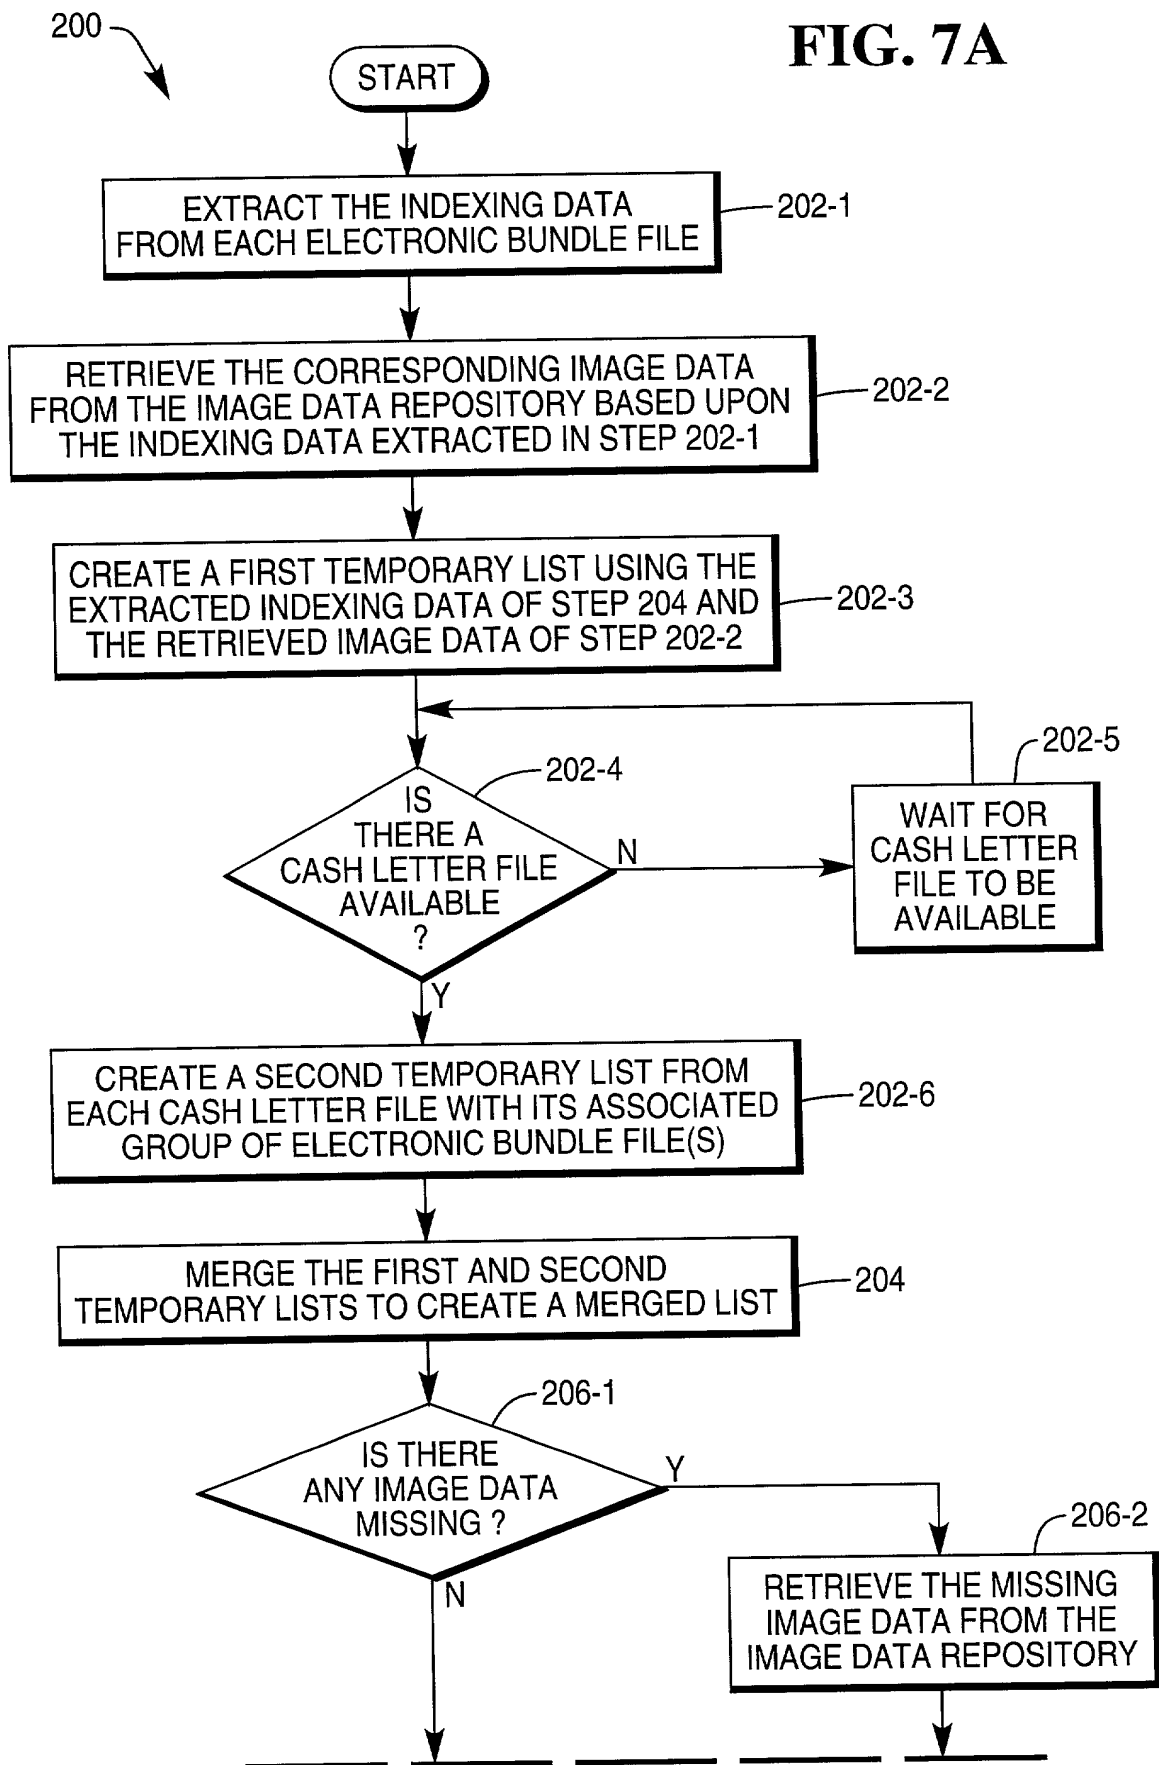 200
FIG. 7A
START
EXTRACT THE INDEXING DATA
FROM EACH ELECTRONIC BUNDLE FILE
202-1
RETRIEVE THE CORRESPONDING IMAGE DATA
FROM THE IMAGE DATA REPOSITORY BASED UPON
THE INDEXING DATA EXTRACTED IN STEP 202-1
202-2
CREATE A FIRST TEMPORARY LIST USING THE
EXTRACTED INDEXING DATA OF STEP 204 AND
THE RETRIEVED IMAGE DATA OF STEP 202-2
202-3
202-4
IS
THERE A
CASH LETTER FILE
AVAILABLE
?
N
Y
202-5
WAIT FOR
CASH LETTER
FILE TO BE
AVAILABLE
CREATE A SECOND TEMPORARY LIST FROM
EACH CASH LETTER FILE WITH ITS ASSOCIATED
GROUP OF ELECTRONIC BUNDLE FILE(S)
202-6
MERGE THE FIRST AND SECOND
TEMPORARY LISTS TO CREATE A MERGED LIST
204
206-1
IS THERE
ANY IMAGE DATA
MISSING ?
Y
N
206-2
RETRIEVE THE MISSING
IMAGE DATA FROM THE
IMAGE DATA REPOSITORY